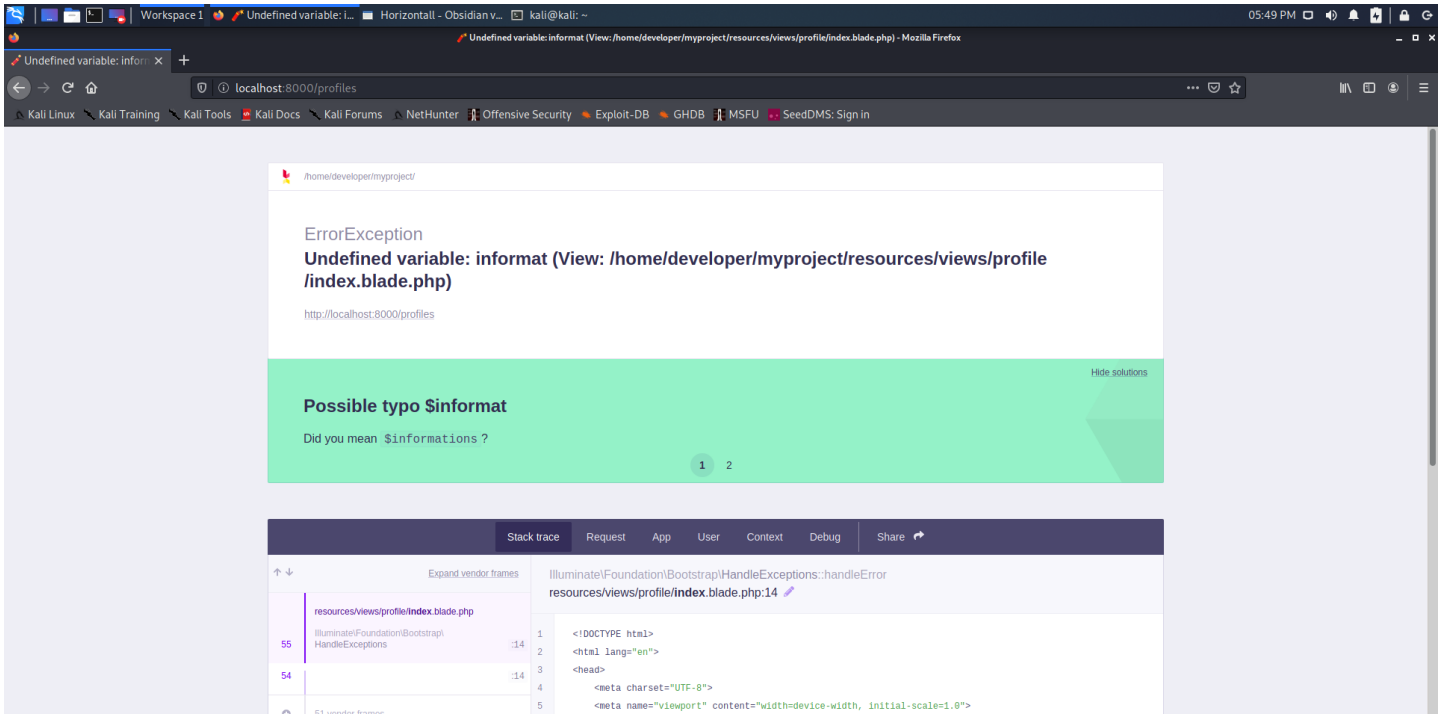 Workspace 1 Undefined variable: i... Horizontall - Obsidian v... kali@kali: ~ 05:49 PM
Undefined variable: informat (View: /home/developer/myproject/resources/views/profile/index.blade.php) - Mozilla Firefox
Undefined variable: inform
localhost:8000/profiles
Kali Linux Kali Training Kali Tools Kali Docs Kali Forums NetHunter Offensive Security Exploit-DB GHDB MSFU SeedDMS: Sign in
/home/developer/myproject/
ErrorException
Undefined variable: informat (View: /home/developer/myproject/resources/views/profile
/index.blade.php)
http://localhost:8000/profiles
Hide solutions
Possible typo $informat
Did you mean $informations ?
1 2
Stack trace Request App User Context Debug Share
Expand vendor frames
resources/views/profile/index.blade.php
Illuminate\Foundation\Bootstrap\
55 HandleExceptions :14
54 :14
51 vendor frames
Illuminate\Foundation\Bootstrap\HandleExceptions::handleError
resources/views/profile/index.blade.php:14
1 <!DOCTYPE html>
2 <html lang="en">
3 <head>
4 <meta charset="UTF-8">
5 <meta name="viewport" content="width=device-width, initial-scale=1.0">